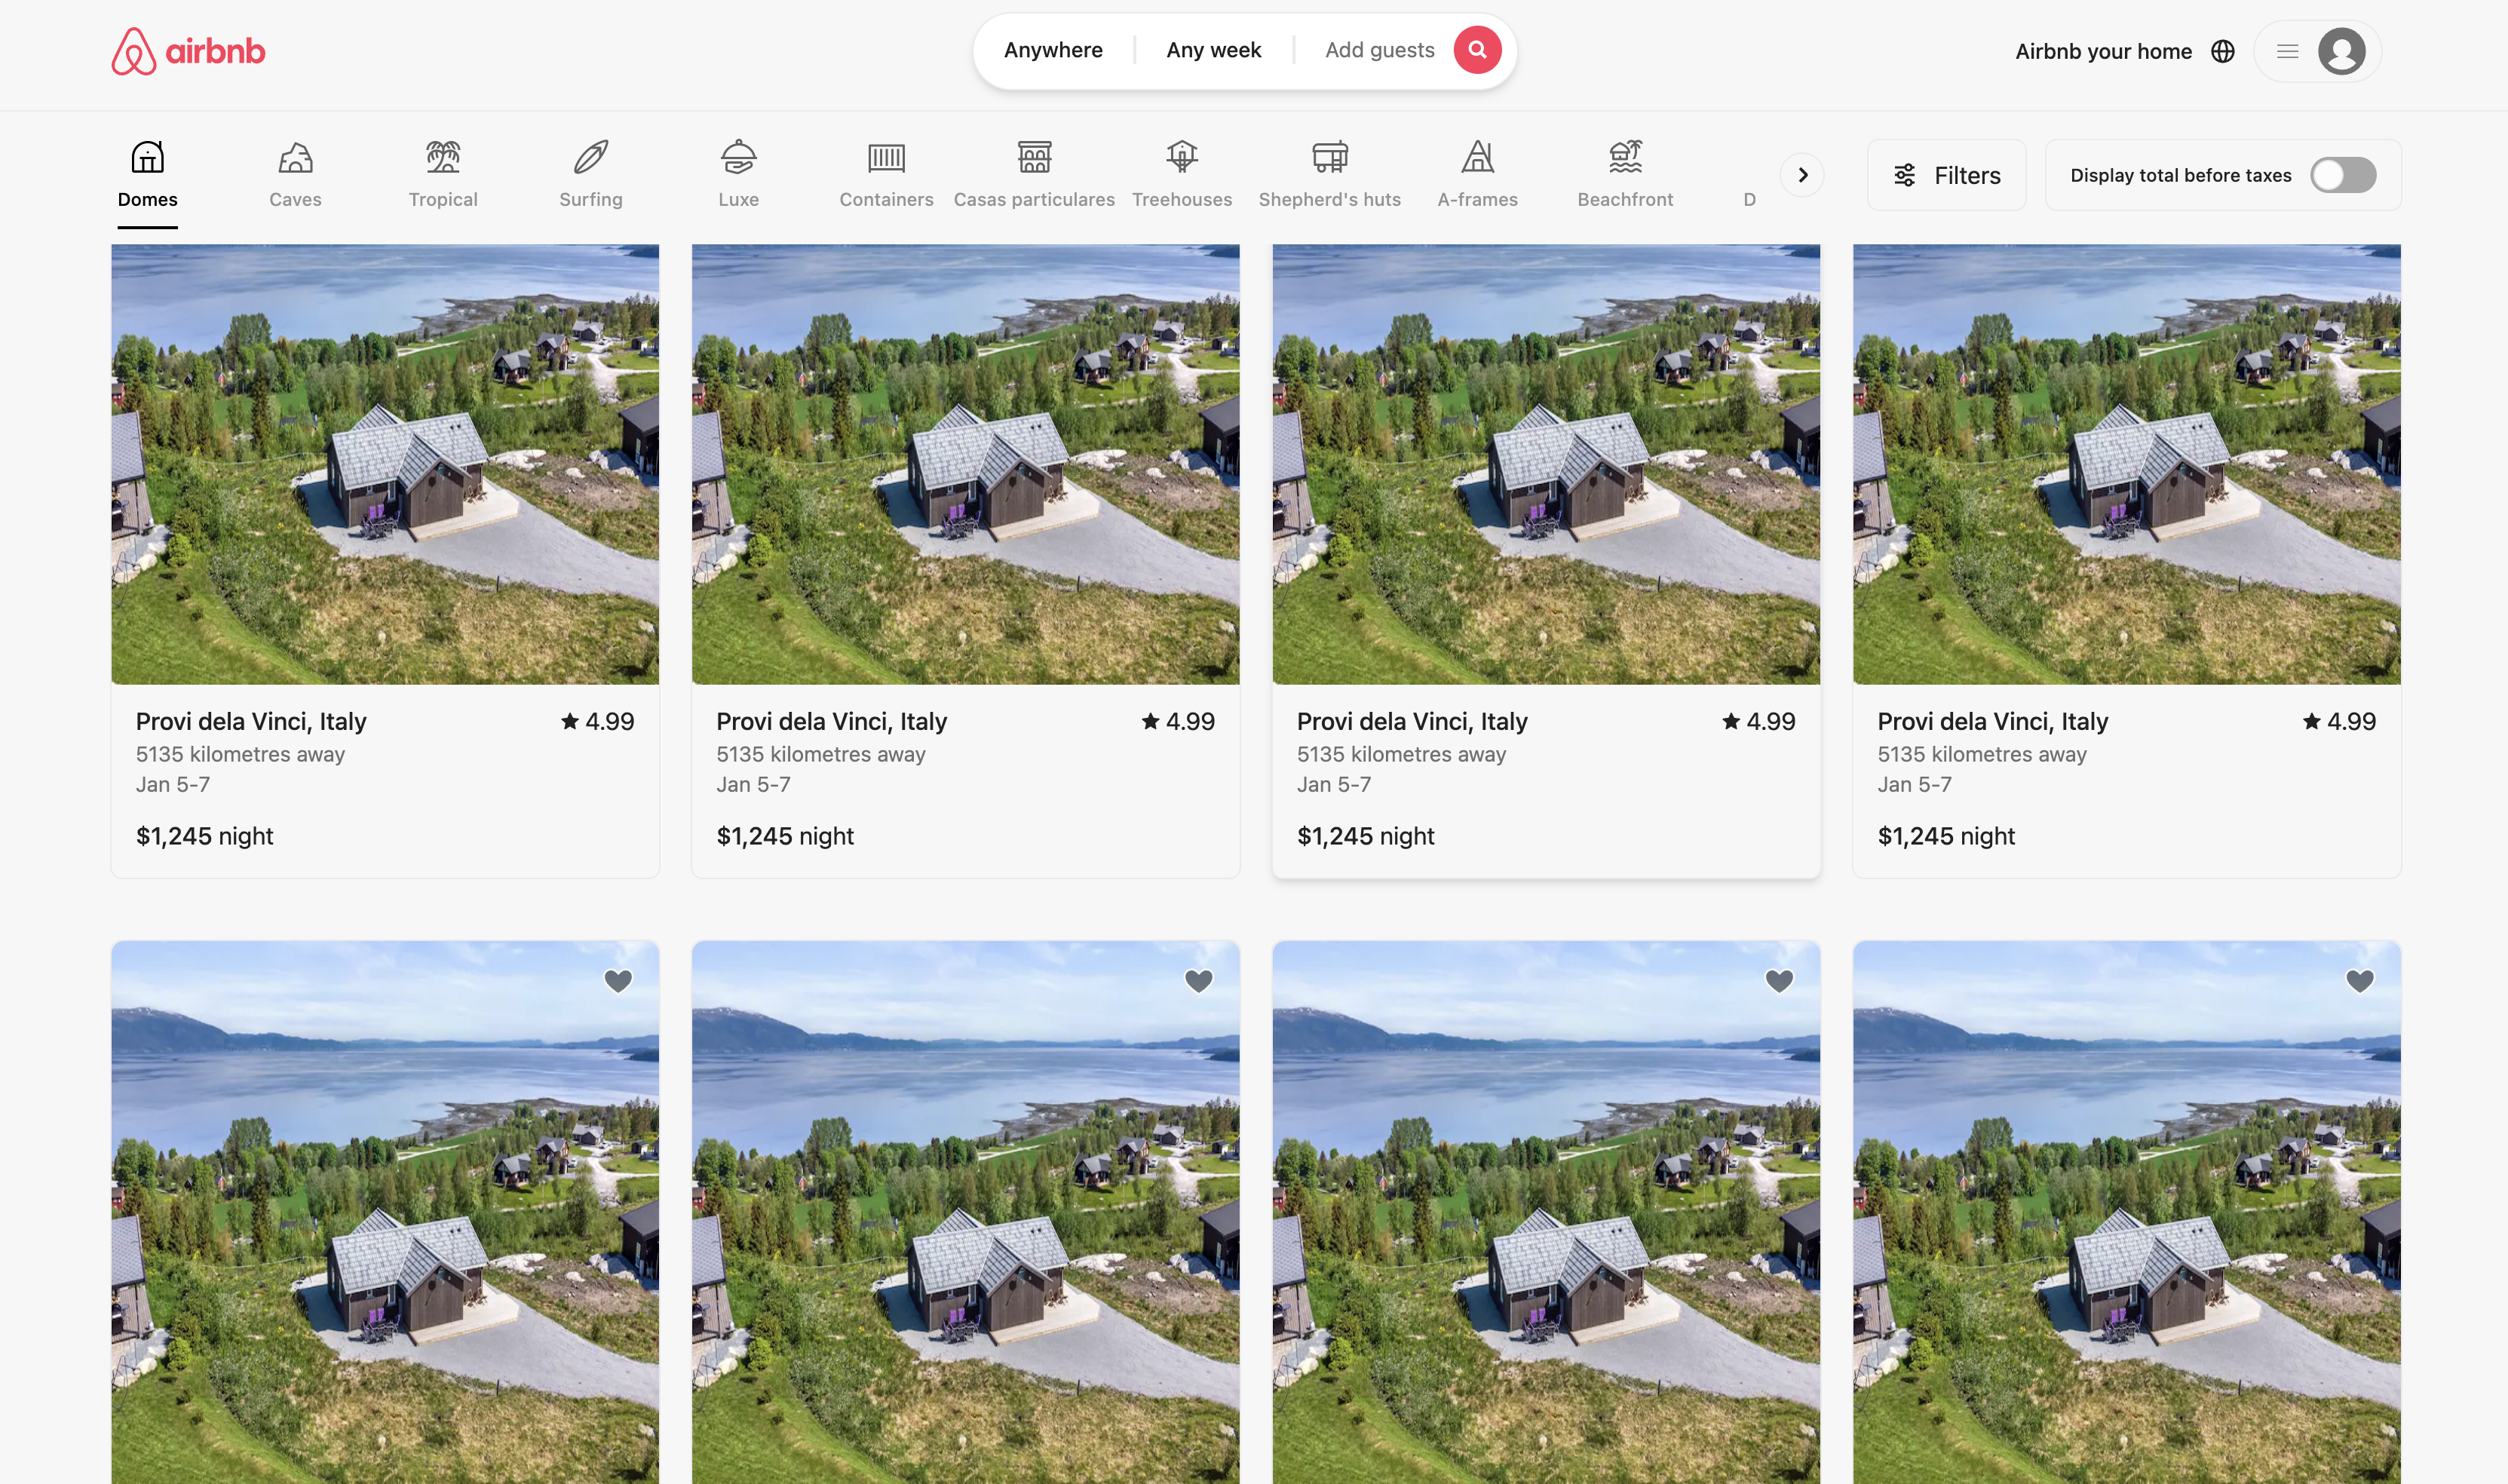 airbnb
Anywhere
Any week
Add guests
Airbnb your home
Domes
Caves
Tropical
Surfing
Luxe
Containers
Casas particulares
Treehouses
Shepherd's huts
A-frames
Beachfront
D
Filters
Display total before taxes
Provi dela Vinci, Italy
4.99
5135 kilometres away
Jan 5-7
$1,245 night
Provi dela Vinci, Italy
4.99
5135 kilometres away
Jan 5-7
$1,245 night
Provi dela Vinci, Italy
4.99
5135 kilometres away
Jan 5-7
$1,245 night
Provi dela Vinci, Italy
4.99
5135 kilometres away
Jan 5-7
$1,245 night